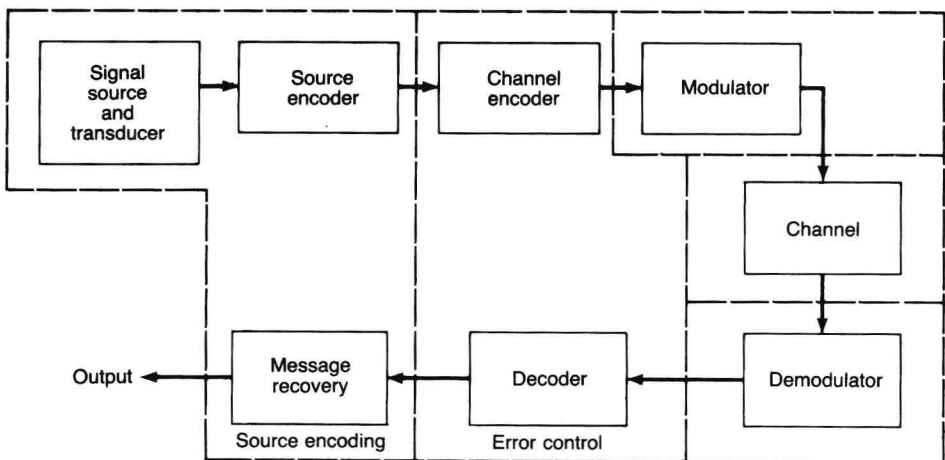 Signal
source
and
transducer
Source
encoder
Channel
encoder
Modulator
Channel
Demodulator
Decoder
Message
recovery
Output
Source encoding
Error control